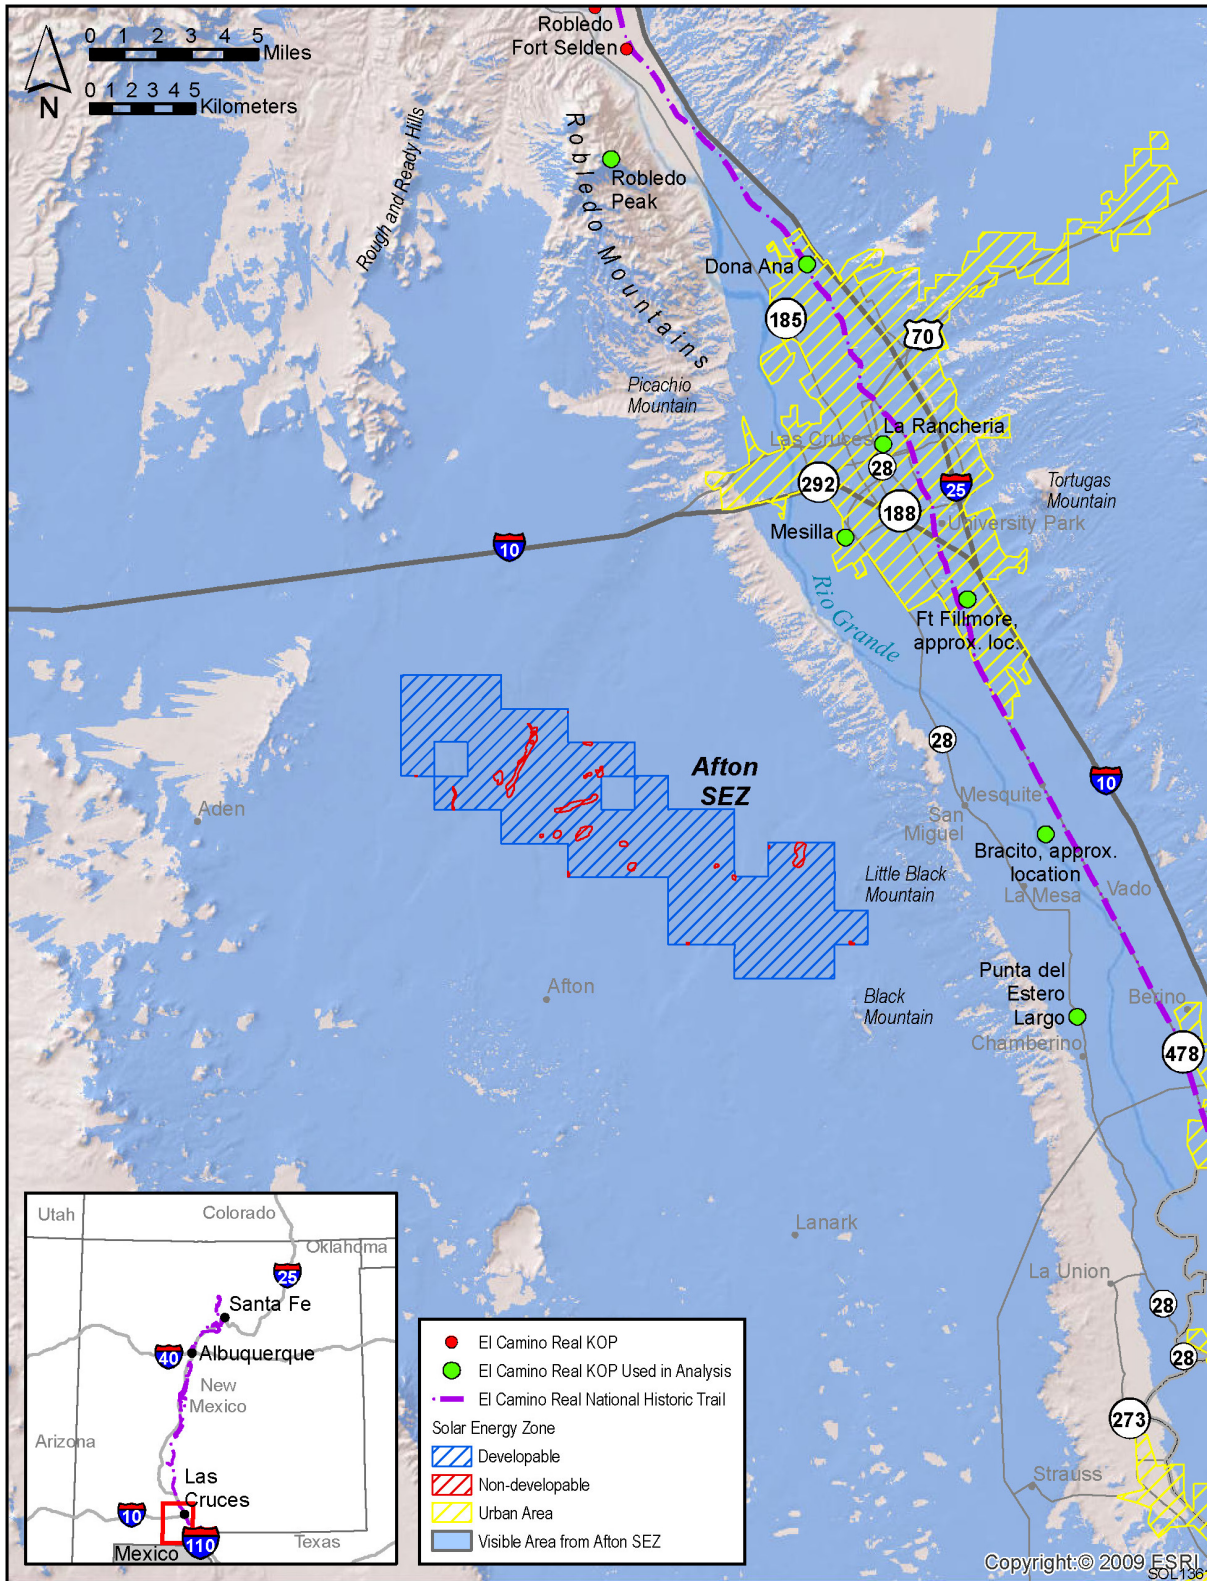 0 1 2 3 4 5
Miles
0 1 2 3 4 5
Kilometers
N
Robledo
Fort Selden
Rough and Ready Hills
Robledo Mountains
Robledo
Peak
Dona Ana
185
70
Picachio
Mountain
La Rancheria
Las Cruces
28
292
25
Tortugas
Mountain
188
University Park
Mesilla
10
Rio Grande
Ft Fillmore,
approx. loc.
Afton
SEZ
28
10
Mesquite
Aden
San
Miguel
Bracito, approx.
location
Little Black
Mountain
La Mesa
Vado
Afton
Punta del
Estero
Largo
Black
Mountain
Berino
Chamberino
478
Lanark
La Union
28
28
273
Strauss
Utah
Colorado
Oklahoma
25
Santa Fe
40
Albuquerque
New
Mexico
Arizona
Las
Cruces
10
110
Texas
Mexico
El Camino Real KOP
El Camino Real KOP Used in Analysis
El Camino Real National Historic Trail
Solar Energy Zone
Developable
Non-developable
Urban Area
Visible Area from Afton SEZ
Copyright:© 2009 ESRI